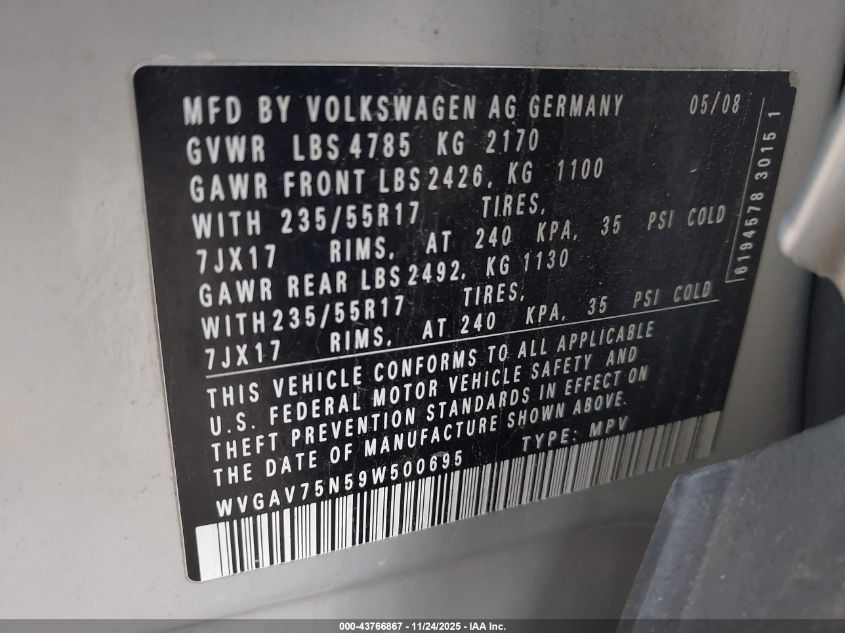 MFD BY VOLKSWAGEN AG GERMANY 05/08
GVWR LBS 4785 KG 2170
GAWR FRONT LBS 2426, KG 1100
WITH 235/55R17 TIRES,
7JX17 RIMS, AT 240 KPA, 35 PSI COLD
GAWR REAR LBS 2492, KG 1130
WITH 235/55R17 TIRES,
7JX17 RIMS, AT 240 KPA, 35 PSI COLD
THIS VEHICLE CONFORMS TO ALL APPLICABLE
U.S. FEDERAL MOTOR VEHICLE SAFETY AND
THEFT PREVENTION STANDARDS IN EFFECT ON
THE DATE OF MANUFACTURE SHOWN ABOVE.
WVGAV75N59W500695 TYPE: MPV
6194578 3015 1
000-43766867 - 11/24/2025 - IAA Inc.